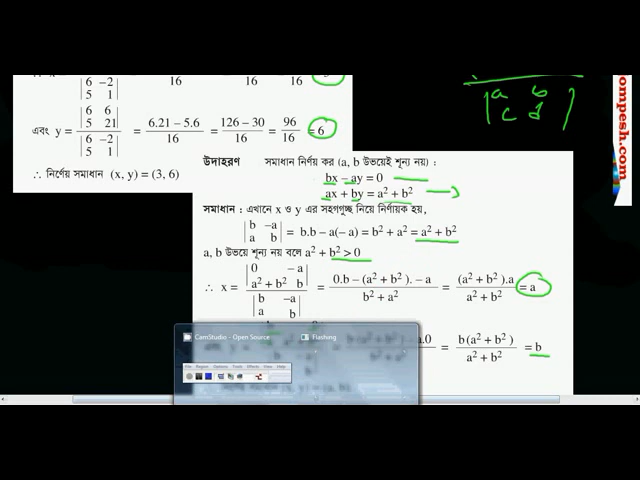 |6 -2|
|5 1| 16 16 16
এবং y = |6 6| |5 21| / |6 -2| |5 1| = 6.21 – 5.6 / 16 = 126 – 30 / 16 = 96 / 16 = 6
∴ নির্ণেয় সমাধান (x, y) = (3, 6)
|a b|
|c d|
ompesh.com
উদাহরণ সমাধান নির্ণয় কর (a, b উভয়েই শূন্য নয়) :
bx – ay = 0
ax + by = a² + b²
সমাধান : এখানে x ও y এর সহগগুচ্ছ নিয়ে নির্ণায়ক হয়,
|b -a| |a b| = b.b – a(– a) = b² + a² = a² + b²
a, b উভয়ে শূন্য নয় বলে a² + b² > 0
∴ x = |0 – a| |a² + b² b| / |b –a| |a b| = 0.b – (a² + b²). – a / b² + a² = (a² + b²).a / a² + b² = a
a.0 = b(a² + b²) / a² + b² = b
CamStudio - Open Source
Flashing